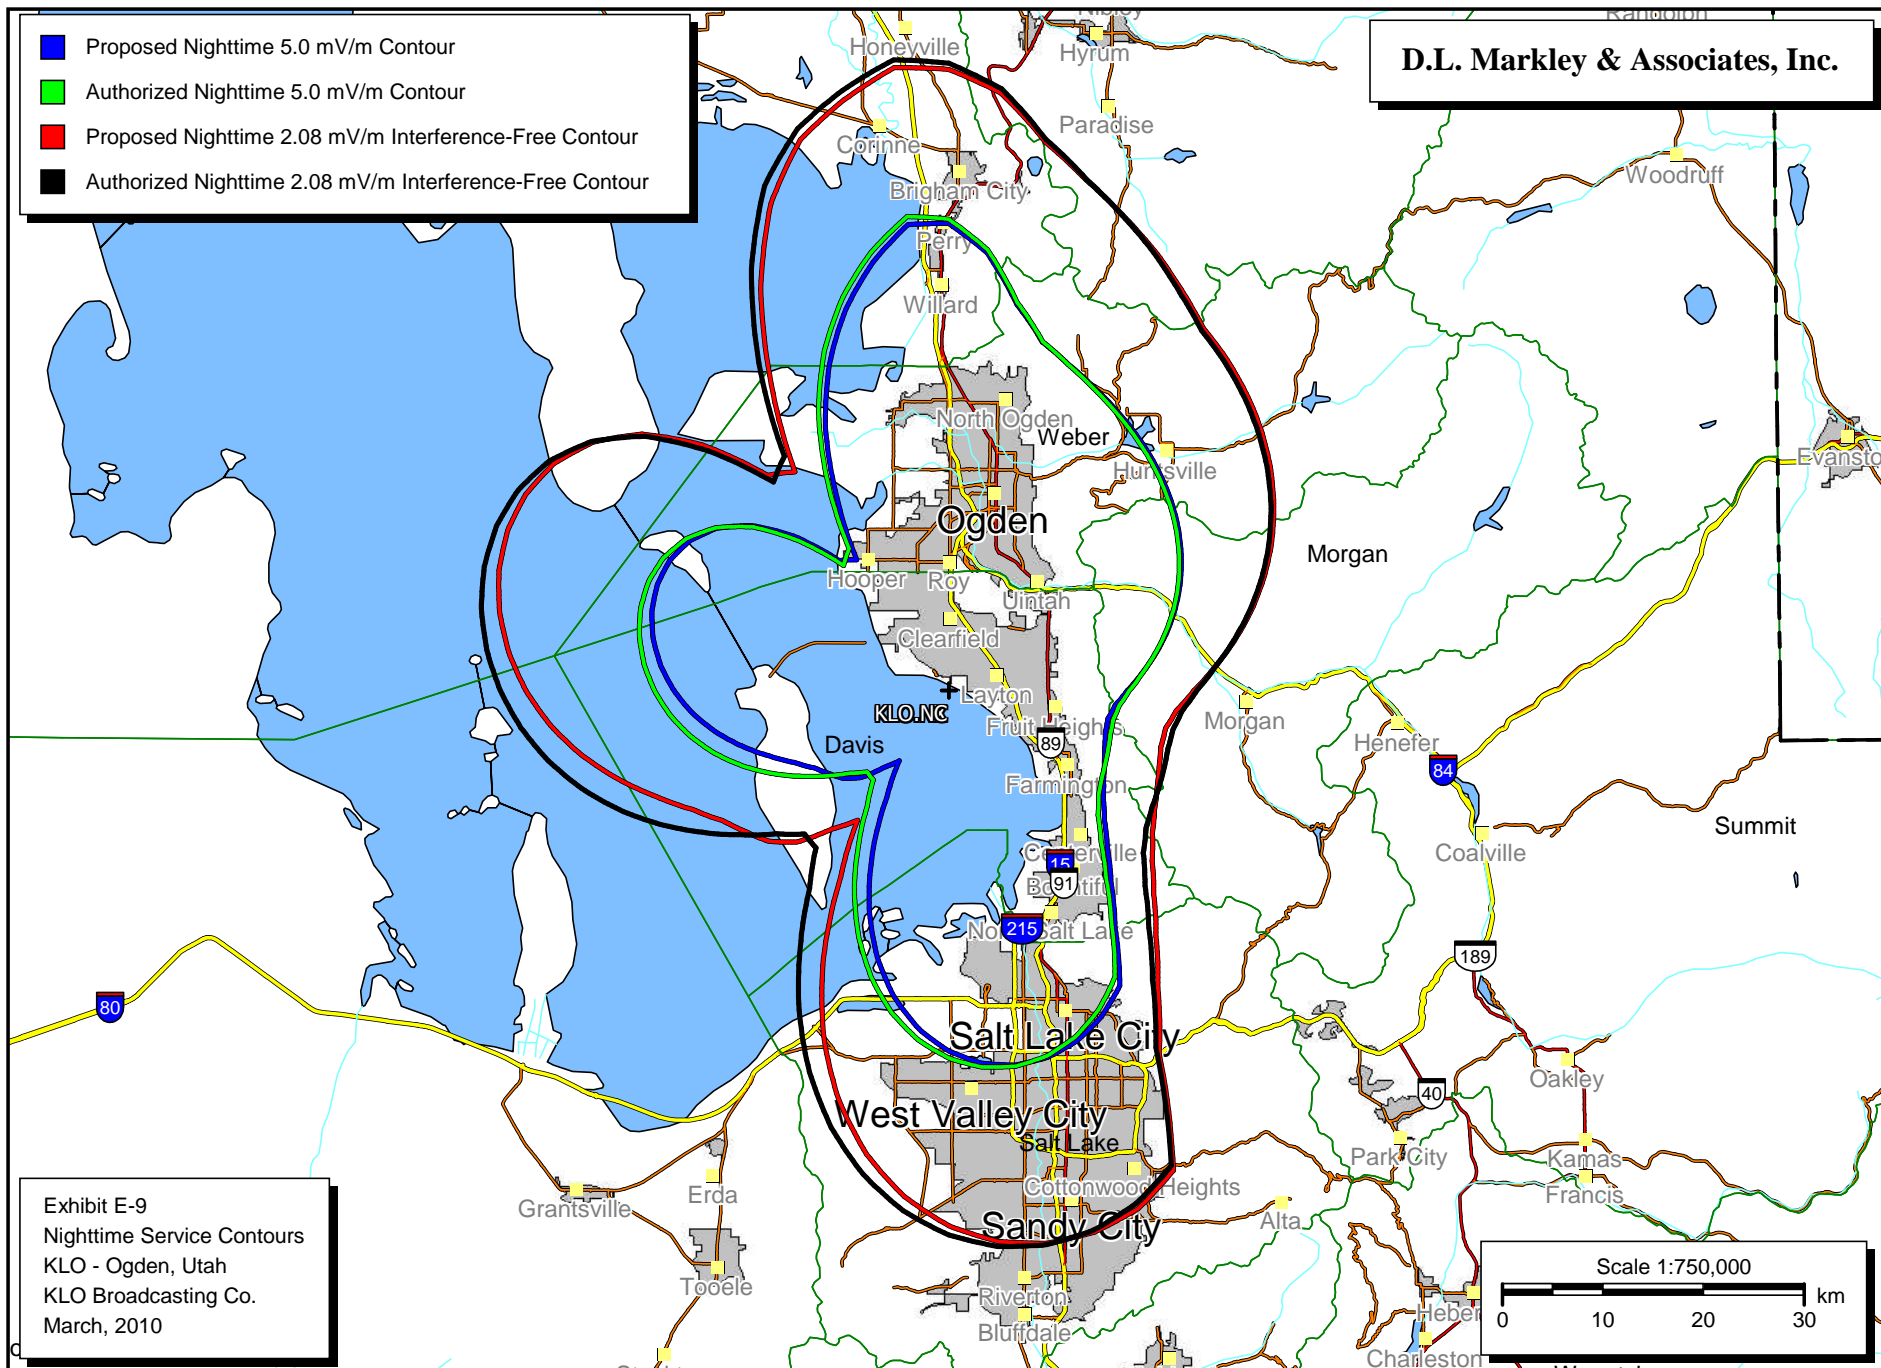 Proposed Nighttime 5.0 mV/m Contour
Authorized Nighttime 5.0 mV/m Contour
Proposed Nighttime 2.08 mV/m Interference-Free Contour
Authorized Nighttime 2.08 mV/m Interference-Free Contour
D.L. Markley & Associates, Inc.
Honeyville
Hyrum
Paradise
Corinne
Woodruff
Brigham City
Perry
Willard
North Ogden
Weber
Huntsville
Ogden
Morgan
Hooper
Roy
Uintah
Clearfield
Layton
KLO.NC
Fruit Heights
Morgan
Henefer
89
Davis
84
Farmington
Summit
Centerville
Coalville
15
91
Bountiful
215
North Salt Lake
189
80
Salt Lake City
Oakley
40
West Valley City
Salt Lake
Park City
Kamas
Cottonwood Heights
Francis
Grantsville
Erda
Alta
Sandy City
Tooele
Riverton
Bluffdale
Charleston
Exhibit E-9
Nighttime Service Contours
KLO - Ogden, Utah
KLO Broadcasting Co.
March, 2010
Scale 1:750,000
km
0 10 20 30